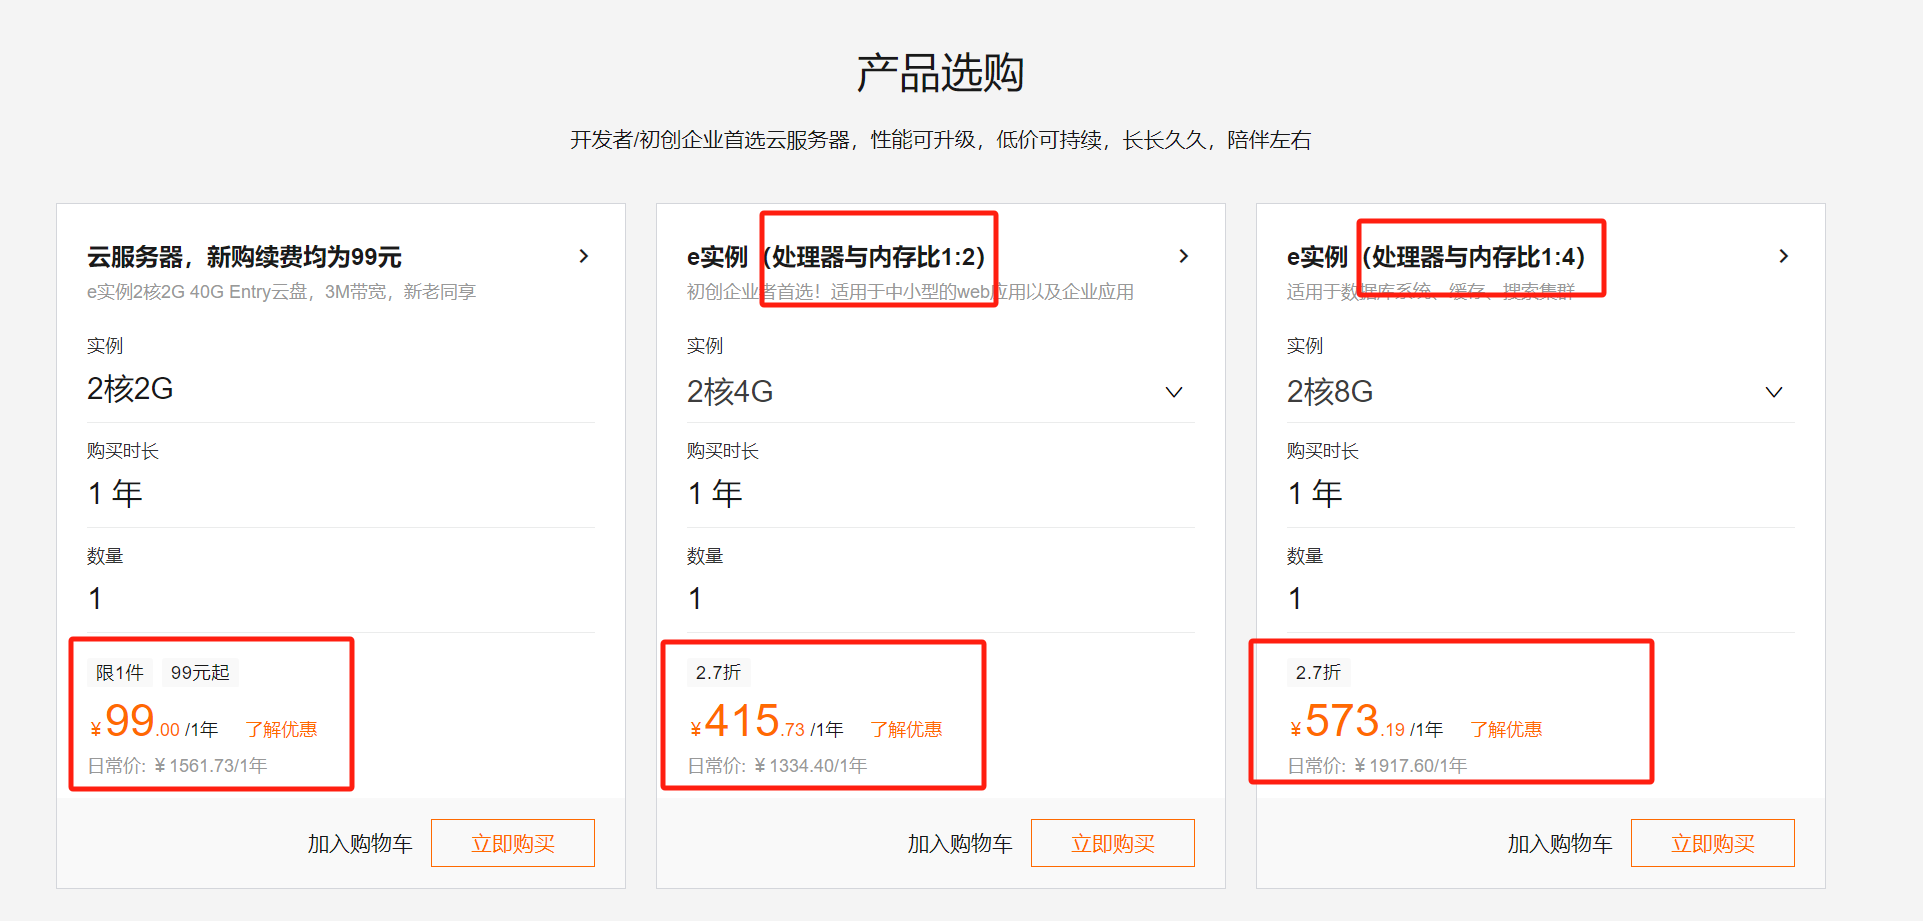 产品选购
开发者/初创企业首选云服务器，性能可升级，低价可持续，长长久久，陪伴左右
云服务器，新购续费均为99元
e实例2核2G 40G Entry云盘，3M带宽，新老同享
实例
2核2G
购买时长
1 年
数量
1
限1件 99元起
¥99.00 /1年 了解优惠
日常价: ¥1561.73/1年
加入购物车 立即购买
e实例（处理器与内存比1:2）
初创企业者首选！适用于中小型的web应用以及企业应用
实例
2核4G
购买时长
1 年
数量
1
2.7折
¥415.73 /1年 了解优惠
日常价: ¥1334.40/1年
加入购物车 立即购买
e实例（处理器与内存比1:4）
适用于数据库系统、缓存、搜索集群
实例
2核8G
购买时长
1 年
数量
1
2.7折
¥573.19 /1年 了解优惠
日常价: ¥1917.60/1年
加入购物车 立即购买